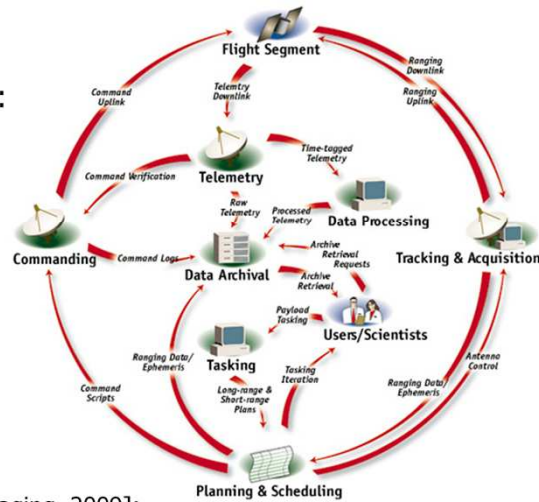 :
Flight Segment
Command
Uplink
Telemtry
Downlink
Ranging
Downlink
Ranging
Uplink
Time-tagged
Telemetry
Command Verification
Telemetry
Raw
Telemetry
Processed
Telemetry
Data Processing
Commanding
Command Logs
Data Archival
Archive
Retrieval
Requests
Archive
Retrieval
Tracking & Acquisition
Payload
Tasking
Users/Scientists
Tasking
Ranging Data/
Ephemeris
Tasking
Iteration
Long-range &
Short-range
Plans
Command
Scripts
Ranging Data/
Ephemeris
Antenna
Control
Planning & Scheduling